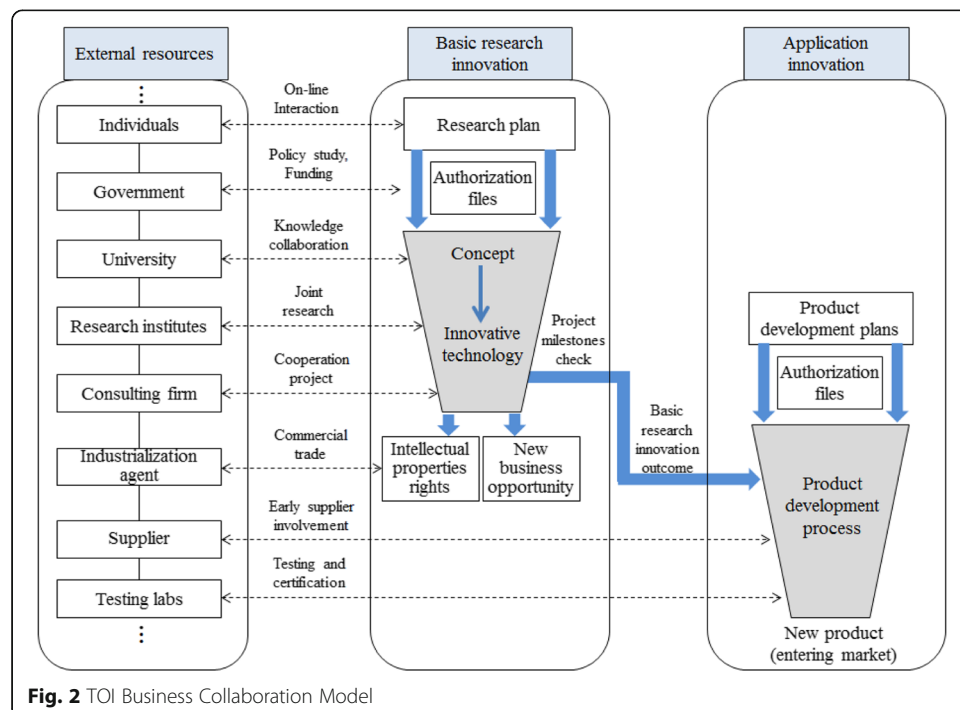 External resources
⋮
Individuals
Government
University
Research institutes
Consulting firm
Industrialization
agent
Supplier
Testing labs
⋮
On-line
Interaction
Policy study,
Funding
Knowledge
collaboration
Joint
research
Cooperation
project
Commercial
trade
Early supplier
involvement
Testing and
certification
Basic research
innovation
Research plan
Authorization
files
Concept
Innovative
technology
Intellectual
properties
rights
New
business
opportunity
Project
milestones
check
Basic
research
innovation
outcome
Application
innovation
Product
development plans
Authorization
files
Product
development
process
New product
(entering market)
Fig. 2 TOI Business Collaboration Model